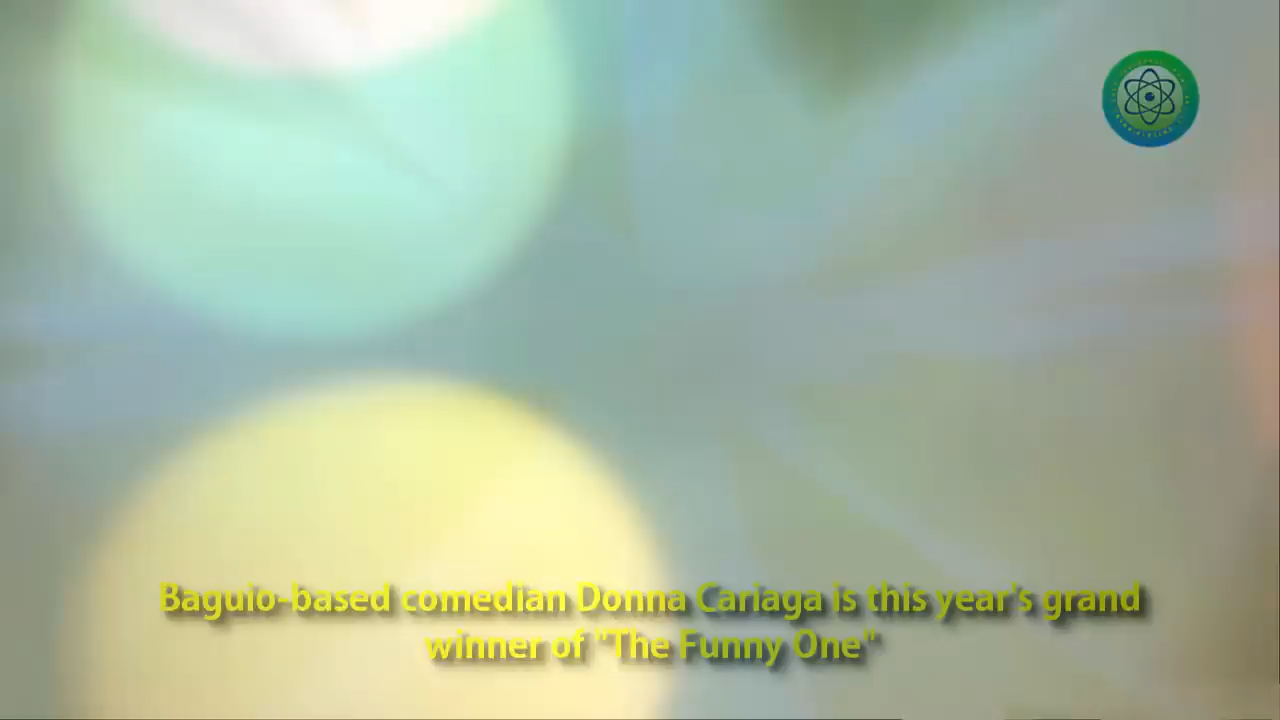 Baguio-based comedian Donna Cariaga is this year's grand
winner of "The Funny One"